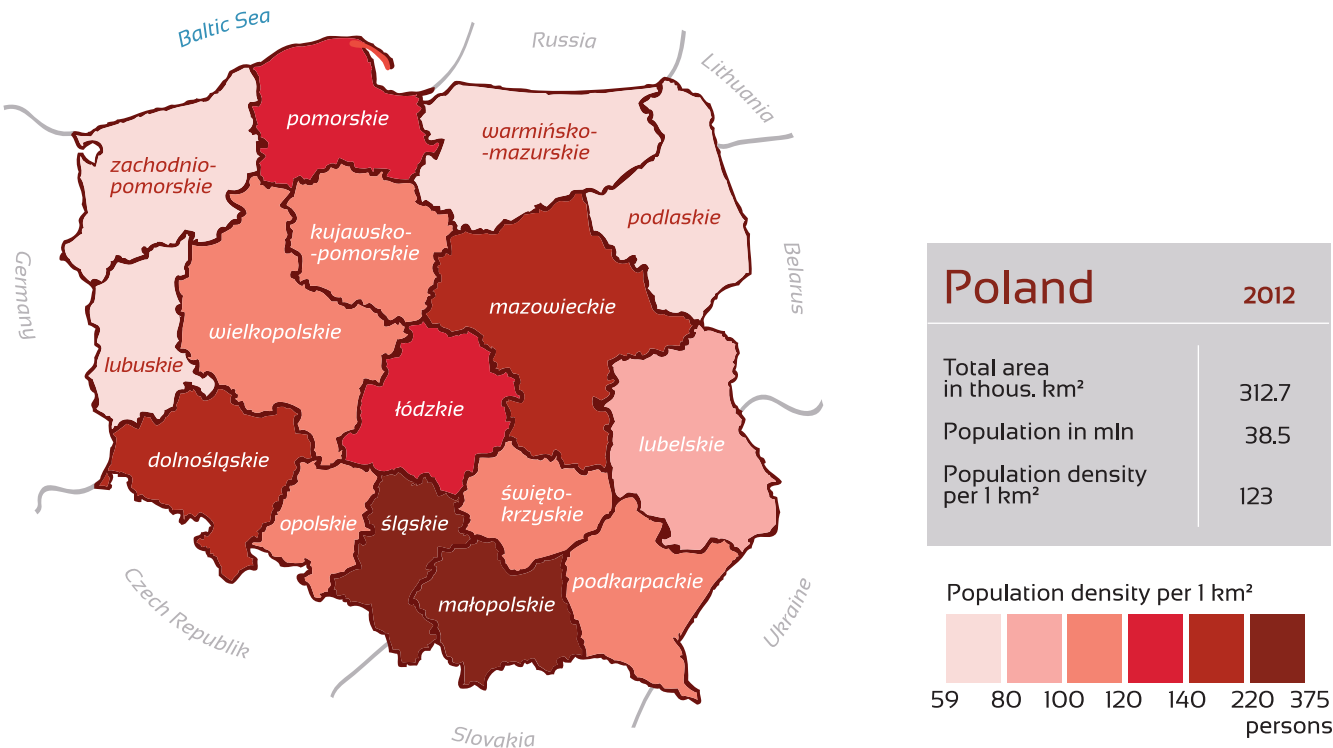 Baltic Sea
Russia
Lithuania
pomorskie
warmińsko-
-mazurskie
zachodnio-
pomorskie
podlaskie
kujawsko-
-pomorskie
Germany
Belarus
mazowieckie
wielkopolskie
lubuskie
łódzkie
lubelskie
dolnośląskie
święto-
krzyskie
opolskie
śląskie
podkarpackie
małopolskie
Czech Republik
Ukraine
Slovakia
Poland 2012
Total area
in thous. km² 312.7
Population in mln 38.5
Population density
per 1 km² 123
Population density per 1 km²
59 80 100 120 140 220 375
persons